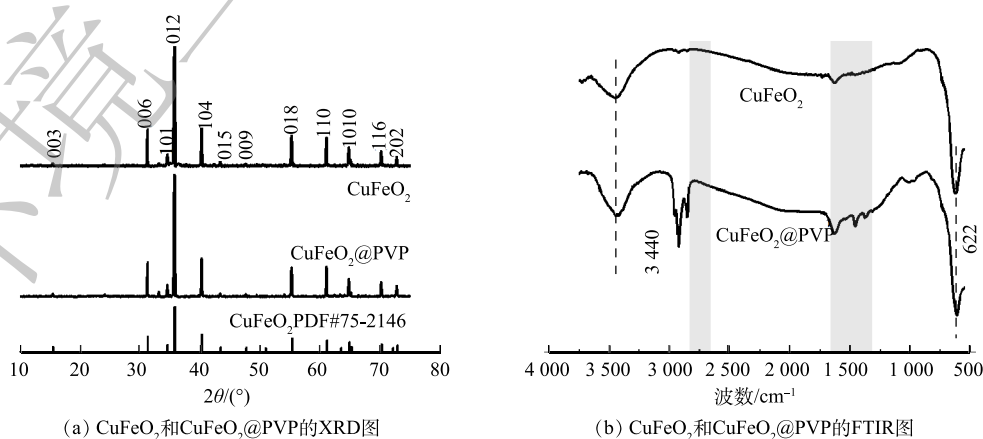 003
006
101
012
104
015
009
018
110
1010
116
202
CuFeO₂
CuFeO₂@PVP
CuFeO₂PDF#75-2146
10 20 30 40 50 60 70 80
2θ/(°)
(a) CuFeO₂和CuFeO₂@PVP的XRD图
CuFeO₂
CuFeO₂@PVP
3 440
622
4 000 3 500 3 000 2 500 2 000 1 500 1 000 500
波数/cm⁻¹
(b) CuFeO₂和CuFeO₂@PVP的FTIR图